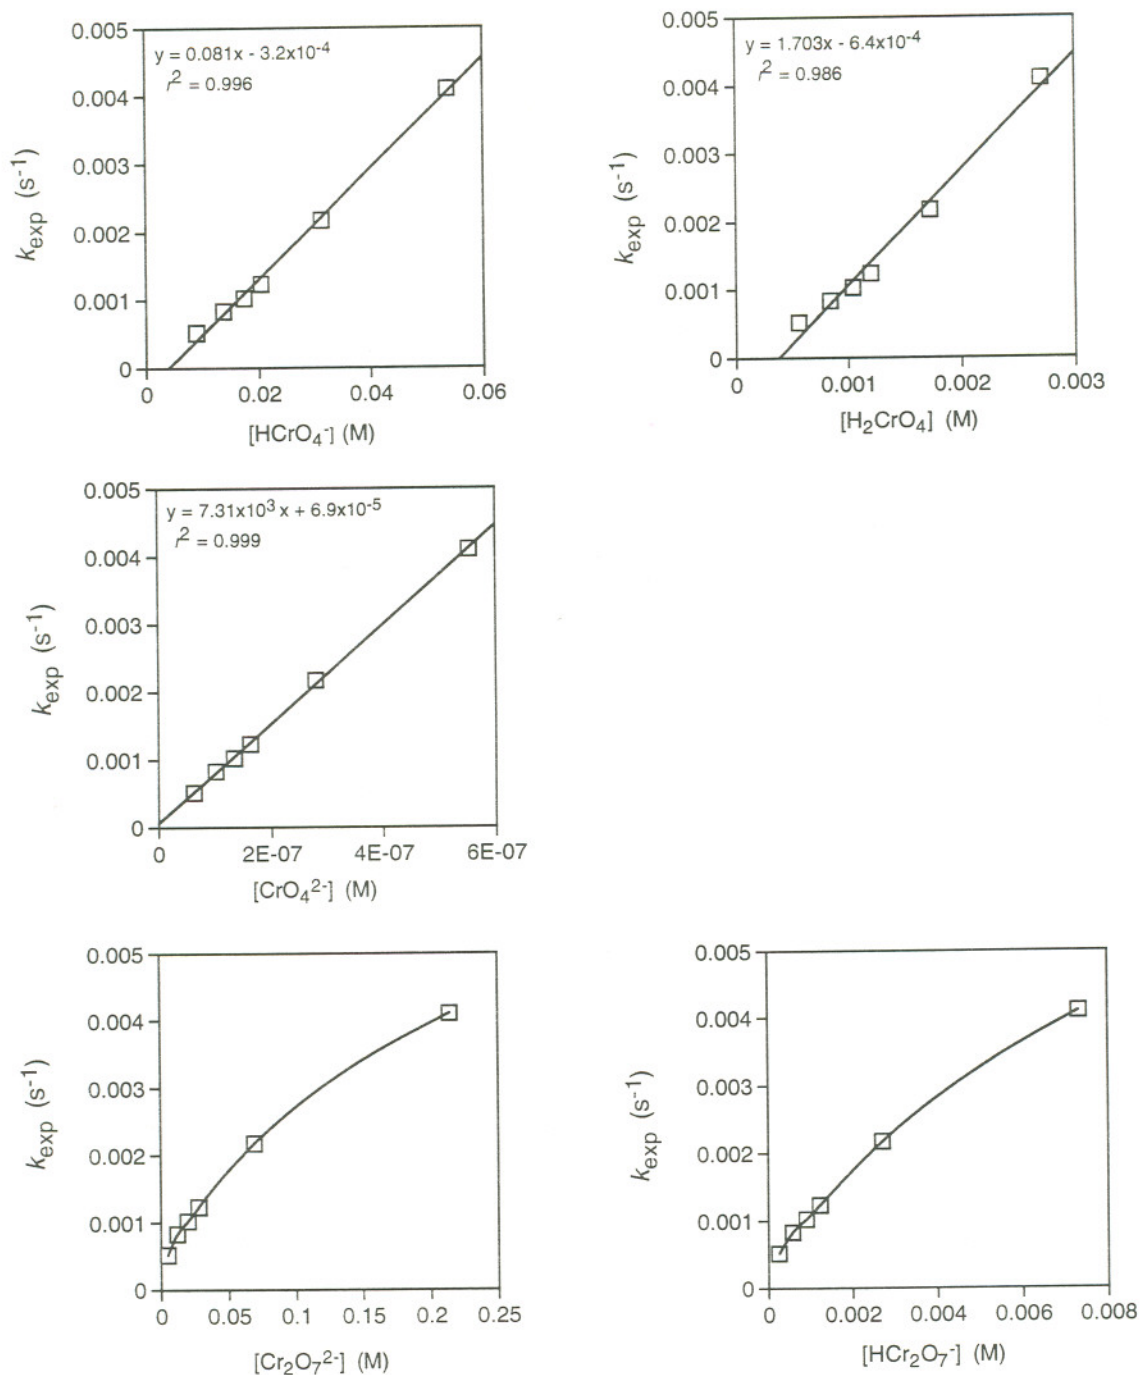 y = 0.081x - 3.2x10⁻⁴
r² = 0.996
0.005
0.004
0.003
0.002
0.001
0
k_exp (s⁻¹)
0 0.02 0.04 0.06
[HCrO₄⁻] (M)
y = 1.703x - 6.4x10⁻⁴
r² = 0.986
0.005
0.004
0.003
0.002
0.001
0
k_exp (s⁻¹)
0 0.001 0.002 0.003
[H₂CrO₄] (M)
y = 7.31x10³ x + 6.9x10⁻⁵
r² = 0.999
0.005
0.004
0.003
0.002
0.001
0
k_exp (s⁻¹)
0 2E-07 4E-07 6E-07
[CrO₄²⁻] (M)
0.005
0.004
0.003
0.002
0.001
0
k_exp (s⁻¹)
0 0.05 0.1 0.15 0.2 0.25
[Cr₂O₇²⁻] (M)
0.005
0.004
0.003
0.002
0.001
0
k_exp (s⁻¹)
0 0.002 0.004 0.006 0.008
[HCr₂O₇⁻] (M)